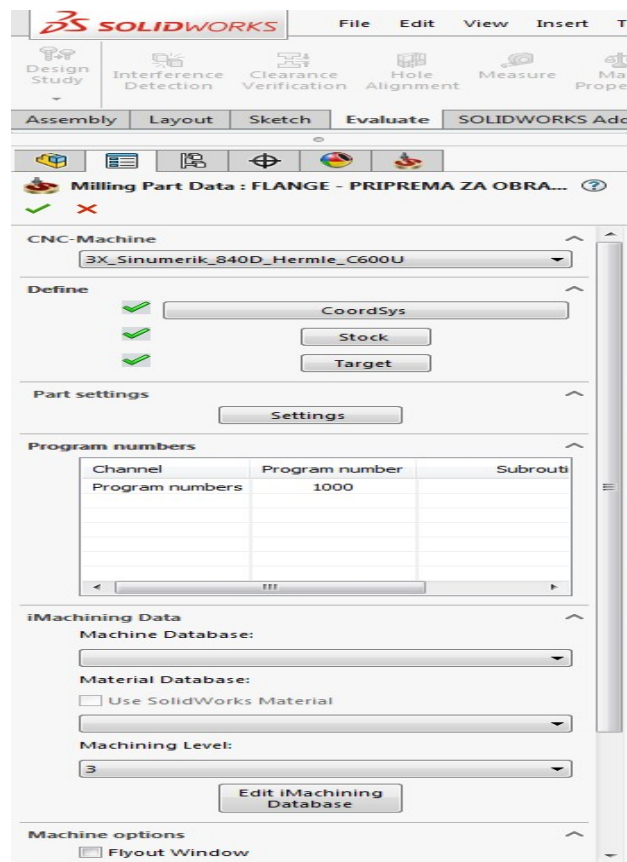 SOLIDWORKS File Edit View Insert
Design Study
Interference Detection
Clearance Verification
Hole Alignment
Measure
Assembly Layout Sketch Evaluate SOLIDWORKS
Milling Part Data : FLANGE - PRIPREMA ZA OBRA...
CNC-Machine
3X_Sinumerik_840D_Hermle_C600U
Define
CoordSys
Stock
Target
Part settings
Settings
Program numbers
Channel Program number Subrouti
Program numbers 1000
iMachining Data
Machine Database:
Material Database:
Use SolidWorks Material
Machining Level:
3
Edit iMachining
Database
Machine options
Flyout Window